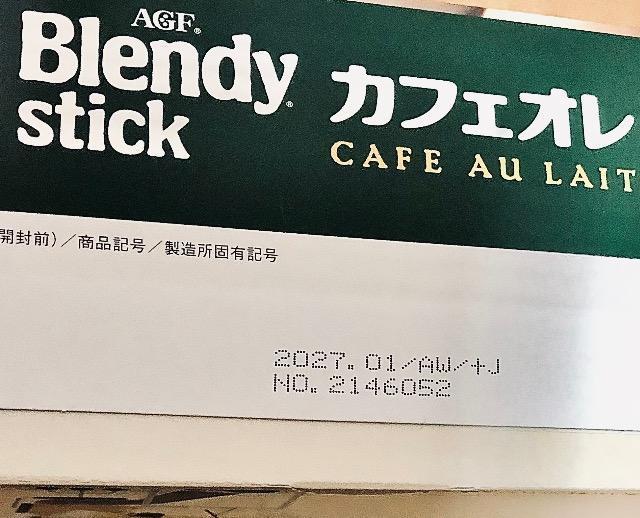 AGF®
Blendy®
stick
カフェオレ
CAFE AU LAIT
開封前)/商品記号/製造所固有記号
2027.01/AW/+J
NO.2146052